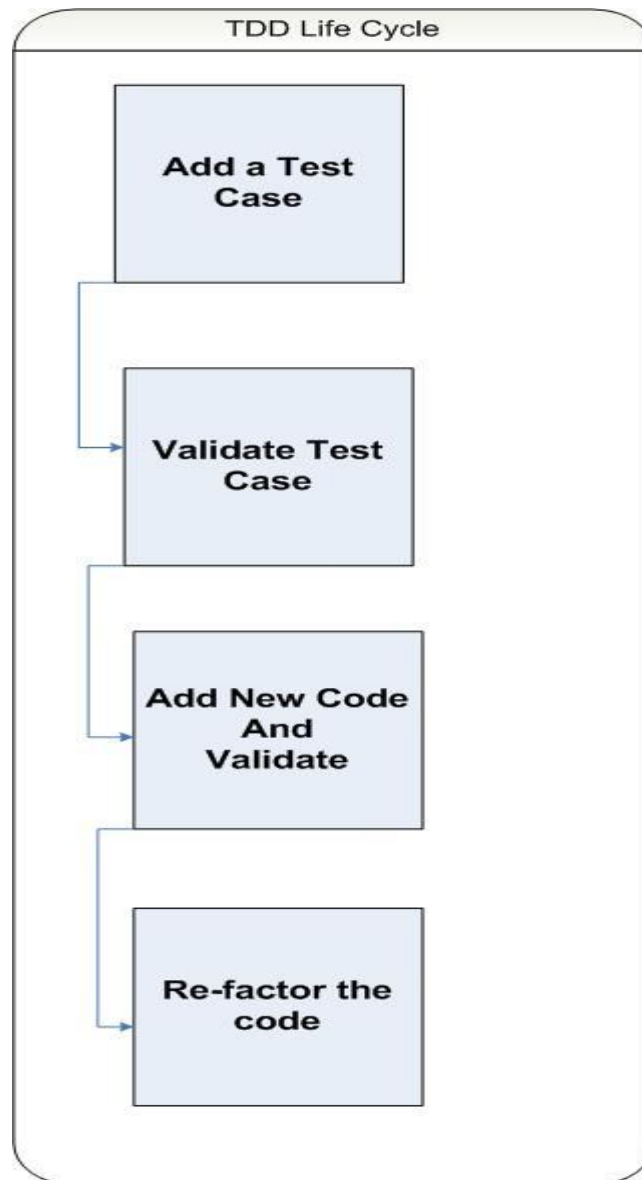 TDD Life Cycle
Add a Test
Case
Validate Test
Case
Add New Code
And
Validate
Re-factor the
code